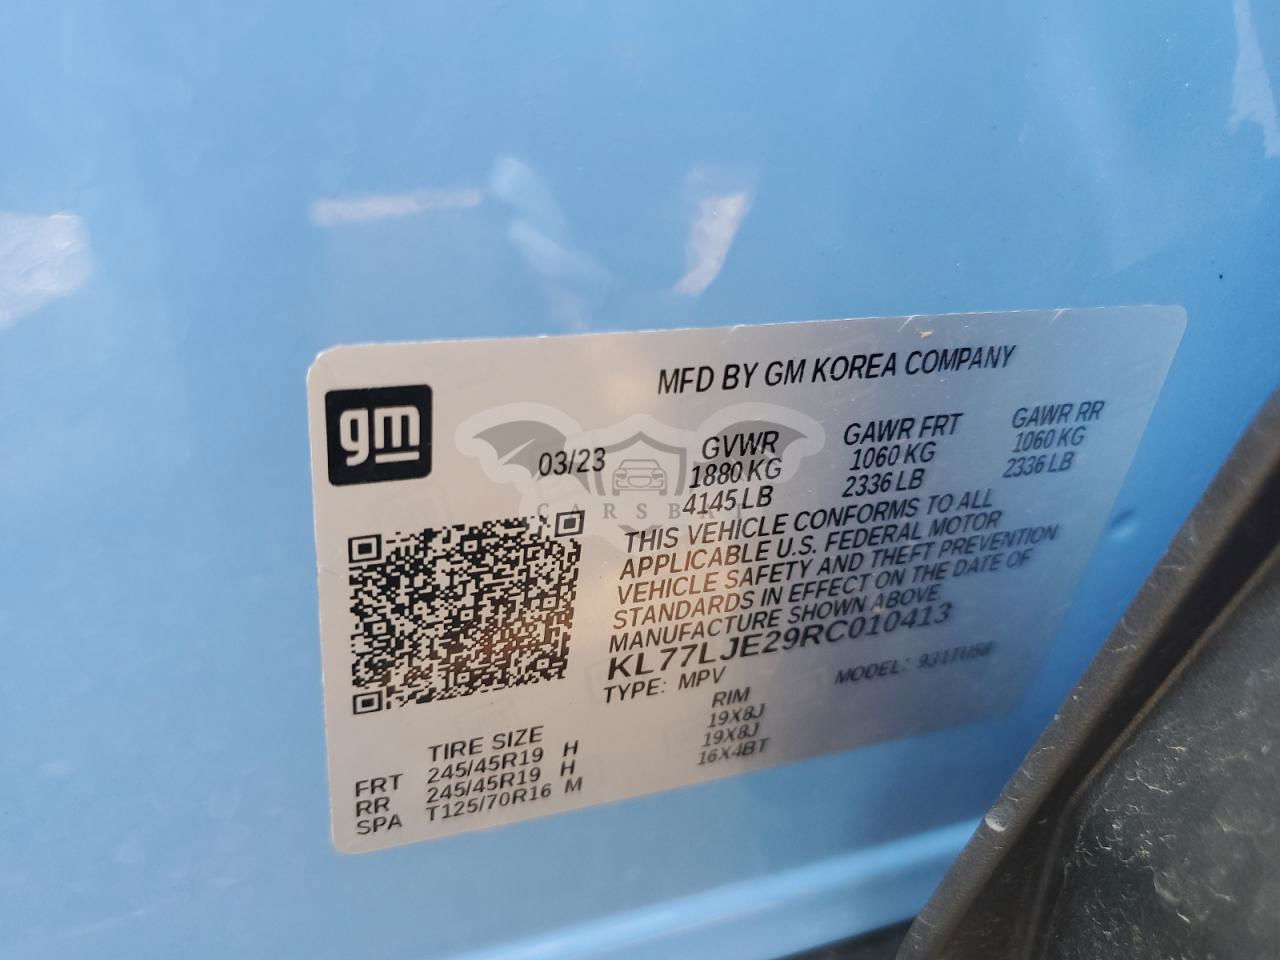 MFD BY GM KOREA COMPANY
gm
03/23
GVWR GAWR FRT GAWR RR
1880 KG 1060 KG 1060 KG
4145 LB 2336 LB 2336 LB
CARSB
THIS VEHICLE CONFORMS TO ALL
APPLICABLE U.S. FEDERAL MOTOR
VEHICLE SAFETY AND THEFT PREVENTION
STANDARDS IN EFFECT ON THE DATE OF
MANUFACTURE SHOWN ABOVE
KL77LJE29RC010413
TYPE: MPV MODEL: 931TU58
TIRE SIZE RIM
FRT 245/45R19 H 19X8J
RR 245/45R19 H 19X8J
SPA T125/70R16 M 16X4BT